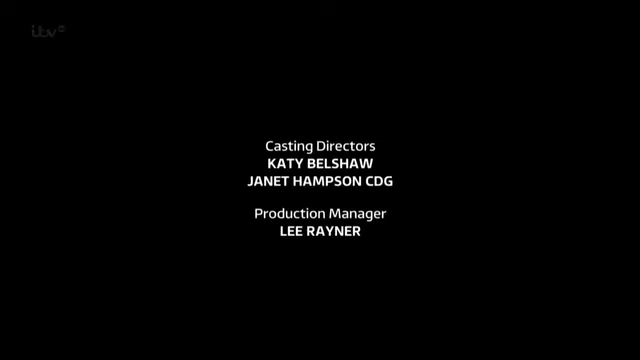 itv
Casting Directors
KATY BELSHAW
JANET HAMPSON CDG
Production Manager
LEE RAYNER